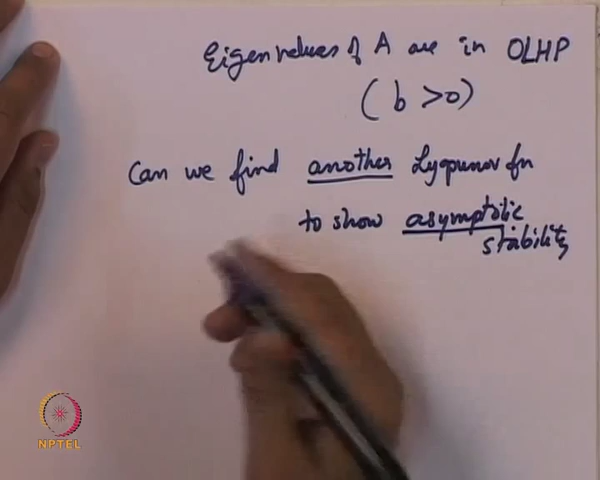 Eigenvalues of A are in OLHP
( b >0)
Can we find another Lyapunov fn
to show asymptotic
stability
NPTEL